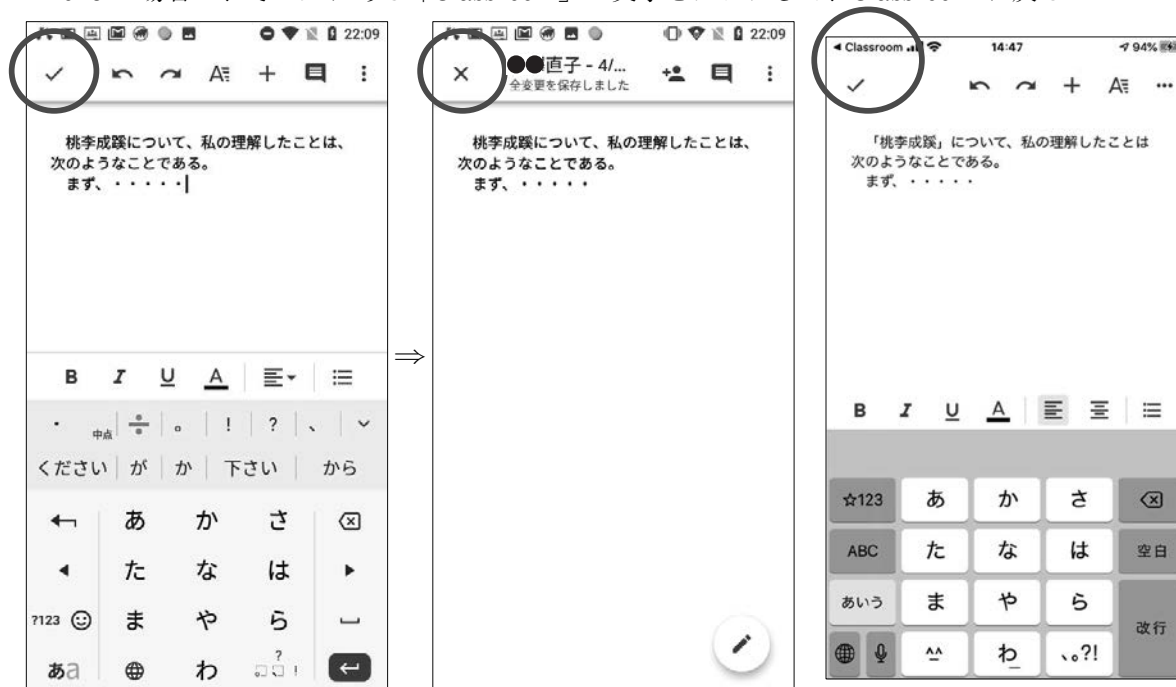 22:09
桃李成蹊について、私の理解したことは、
次のようなことである。
まず、・・・・・
B I U A
・ 中点 ÷ 。 ! ? 、
ください が か 下さい から
あ か さ
た な は
?123 ま や ら
あa わ ? !
⇒
22:09
直子 - 4/...
全変更を保存しました
桃李成蹊について、私の理解したことは、
次のようなことである。
まず、・・・・・
Classroom 14:47 94%
「桃李成蹊」について、私の理解したことは
次のようなことである。
まず、・・・・・
B I U A
☆123 あ か さ
ABC た な は 空白
あいう ま や ら
改行
^^ わ 、。?!